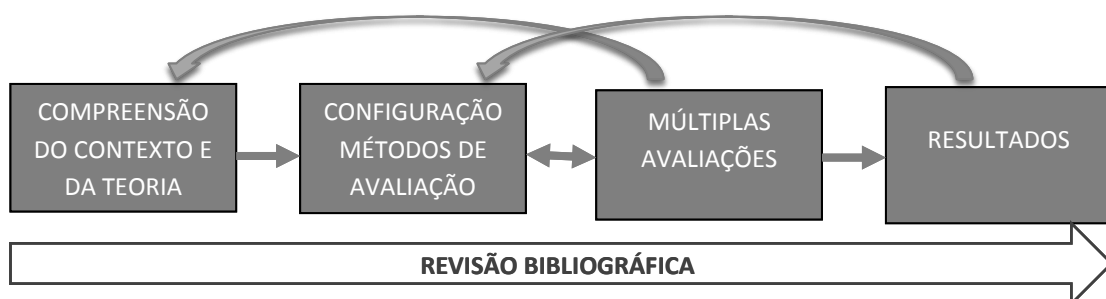 COMPREENSÃO
DO CONTEXTO E
DA TEORIA
CONFIGURAÇÃO
MÉTODOS DE
AVALIAÇÃO
MÚLTIPLAS
AVALIAÇÕES
RESULTADOS
REVISÃO BIBLIOGRÁFICA